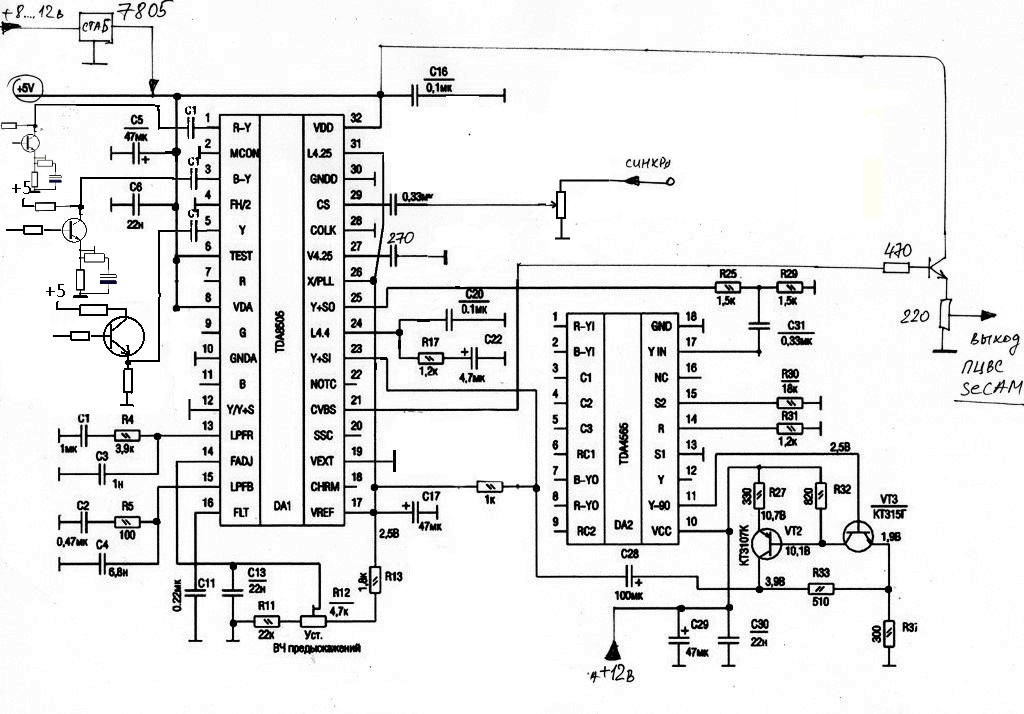 +8...,12в
СТАБ
7805
+5V
C16
0,1мк
C1
C5
47мк
+
C1
C6
22н
C1
+5
+5
1 R-Y VDD 32
2 MCON L4.25 31
3 B-Y GNDD 30
4 FH/2 CS 29
5 Y COLK 28
6 TEST V4.25 27
7 R X/PLL 26
8 VDA Y+SO 25
9 G L4.4 24
10 GNDA Y+SI 23
11 B NOTC 22
12 Y/Y+S CVBS 21
13 LPFR SSC 20
14 FADJ VEXT 19
15 LPFB CHRM 18
16 FLT VREF 17
TDA8505
DA1
0,33мк
синхро
270
C20
0.1мк
R17
1,2к
+ C22
4,7мк
R25
1,5к
R29
1,5к
C31
0,33мк
470
220
выход
ПЦВС
SeCAM
1 R-YI GND 18
2 B-YI Y IN 17
3 C1 NC 16
4 C2 S2 15
5 C3 R 14
6 RC1 S1 13
7 B-YO Y 12
8 R-YO Y-90 11
9 RC2 VCC 10
TDA4565
DA2
R30
18к
R31
1,2к
2,5В
C1
1мк
R4
3,9к
C3
1н
C2
0,47мк
R5
100
C4
6,8н
1к
+ C17
47мк
2,5В
330
R27
10,7В
820
R32
VT3
КТ315Г
КТ3107К
VT2
10,1В
1,9В
3,9В
R33
510
C28
+
100мк
0.22мк
C11
C13
22н
R11
22к
R12
4,7к
1,8к
R13
Уст.
ВЧ предыскажений
+ C29
47мк
C30
22н
+12в
300